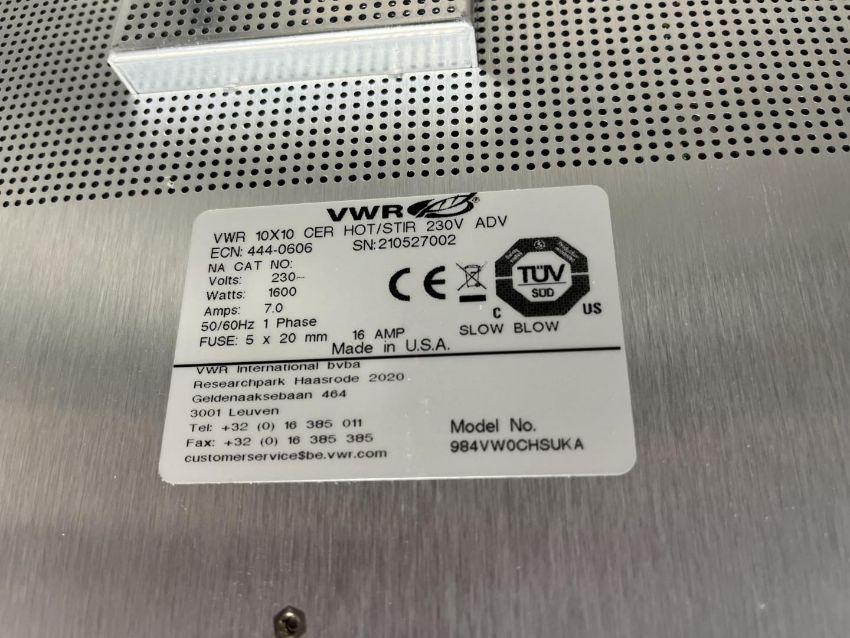 VWR®
VWR 10X10 CER HOT/STIR 230V ADV
ECN: 444-0606 SN:210527002
NA CAT NO:
Volts: 230~
Watts: 1600
Amps: 7.0
50/60Hz 1 Phase
FUSE: 5 x 20 mm 16 AMP SLOW BLOW
CE
TÜV
SÜD
C US
Made in U.S.A.
VWR International bvba
Researchpark Haasrode 2020
Geldenaaksebaan 464
3001 Leuven
Tel: +32 (0) 16 385 011
Fax: +32 (0) 16 385 385
customerservice$be.vwr.com
Model No.
984VW0CHSUKA